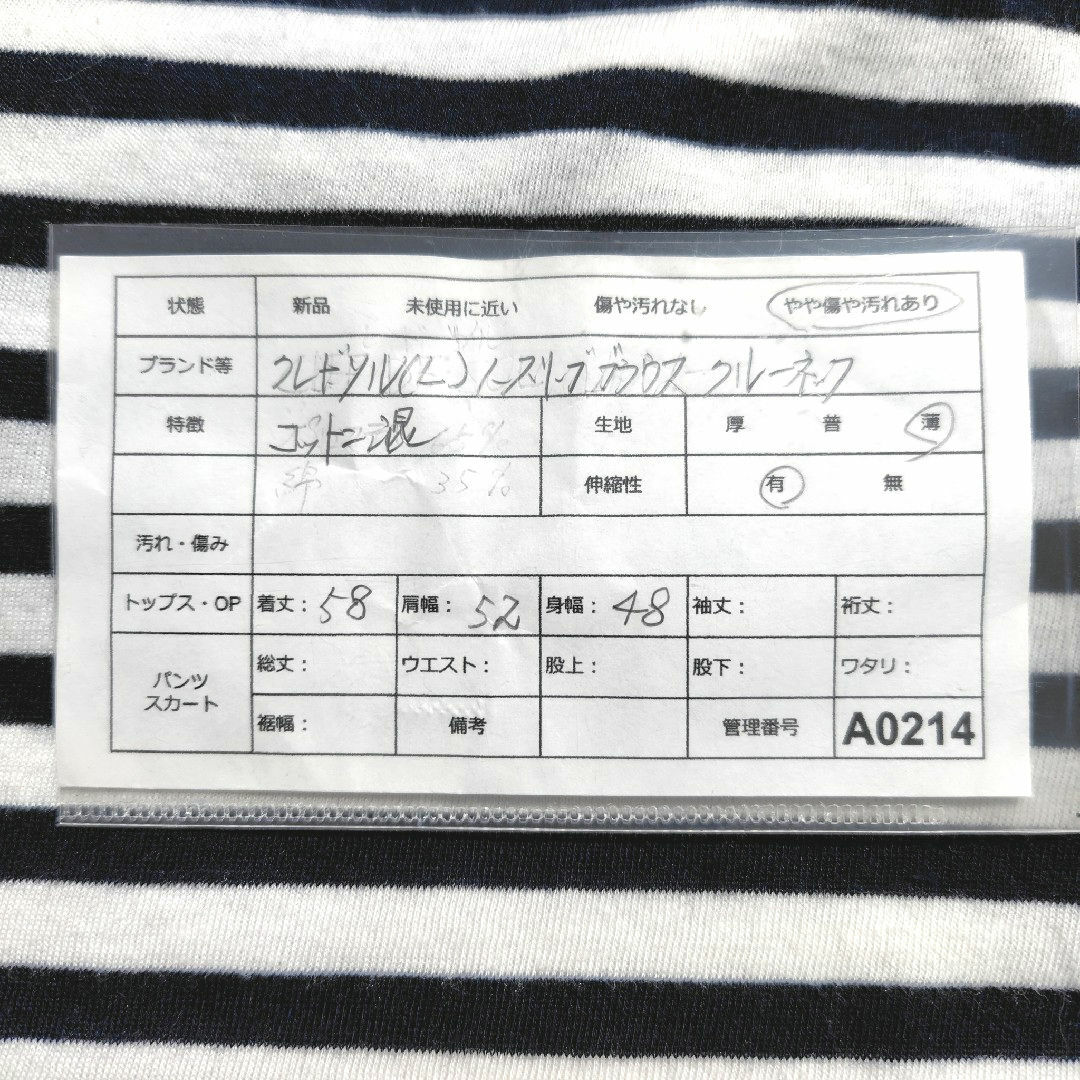 状態 新品 未使用に近い 傷や汚れなし やや傷や汚れあり
ブランド等 クレドソル(L) ノースリーブブラウス クルーネック
特徴 コットン混 生地 厚 普 薄
綿 35% 伸縮性 有 無
汚れ・傷み
トップス・OP 着丈: 58 肩幅: 52 身幅: 48 袖丈: 裄丈:
パンツ スカート 総丈: ウエスト: 股上: 股下: ワタリ:
裾幅: 備考 管理番号 A0214